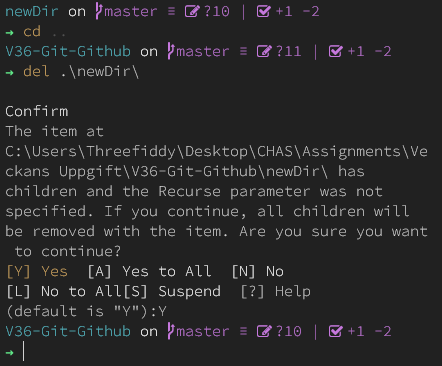 newDir on master ≡ ?10 | +1 -2
→ cd ..
V36-Git-Github on master ≡ ?11 | +1 -2
→ del .\newDir\
Confirm
The item at
C:\Users\Threefiddy\Desktop\CHAS\Assignments\Ve
ckans Uppgift\V36-Git-Github\newDir\ has
children and the Recurse parameter was not
specified. If you continue, all children will
be removed with the item. Are you sure you want
to continue?
[Y] Yes [A] Yes to All [N] No
[L] No to All[S] Suspend [?] Help
(default is "Y"):Y
V36-Git-Github on master ≡ ?10 | +1 -2
→